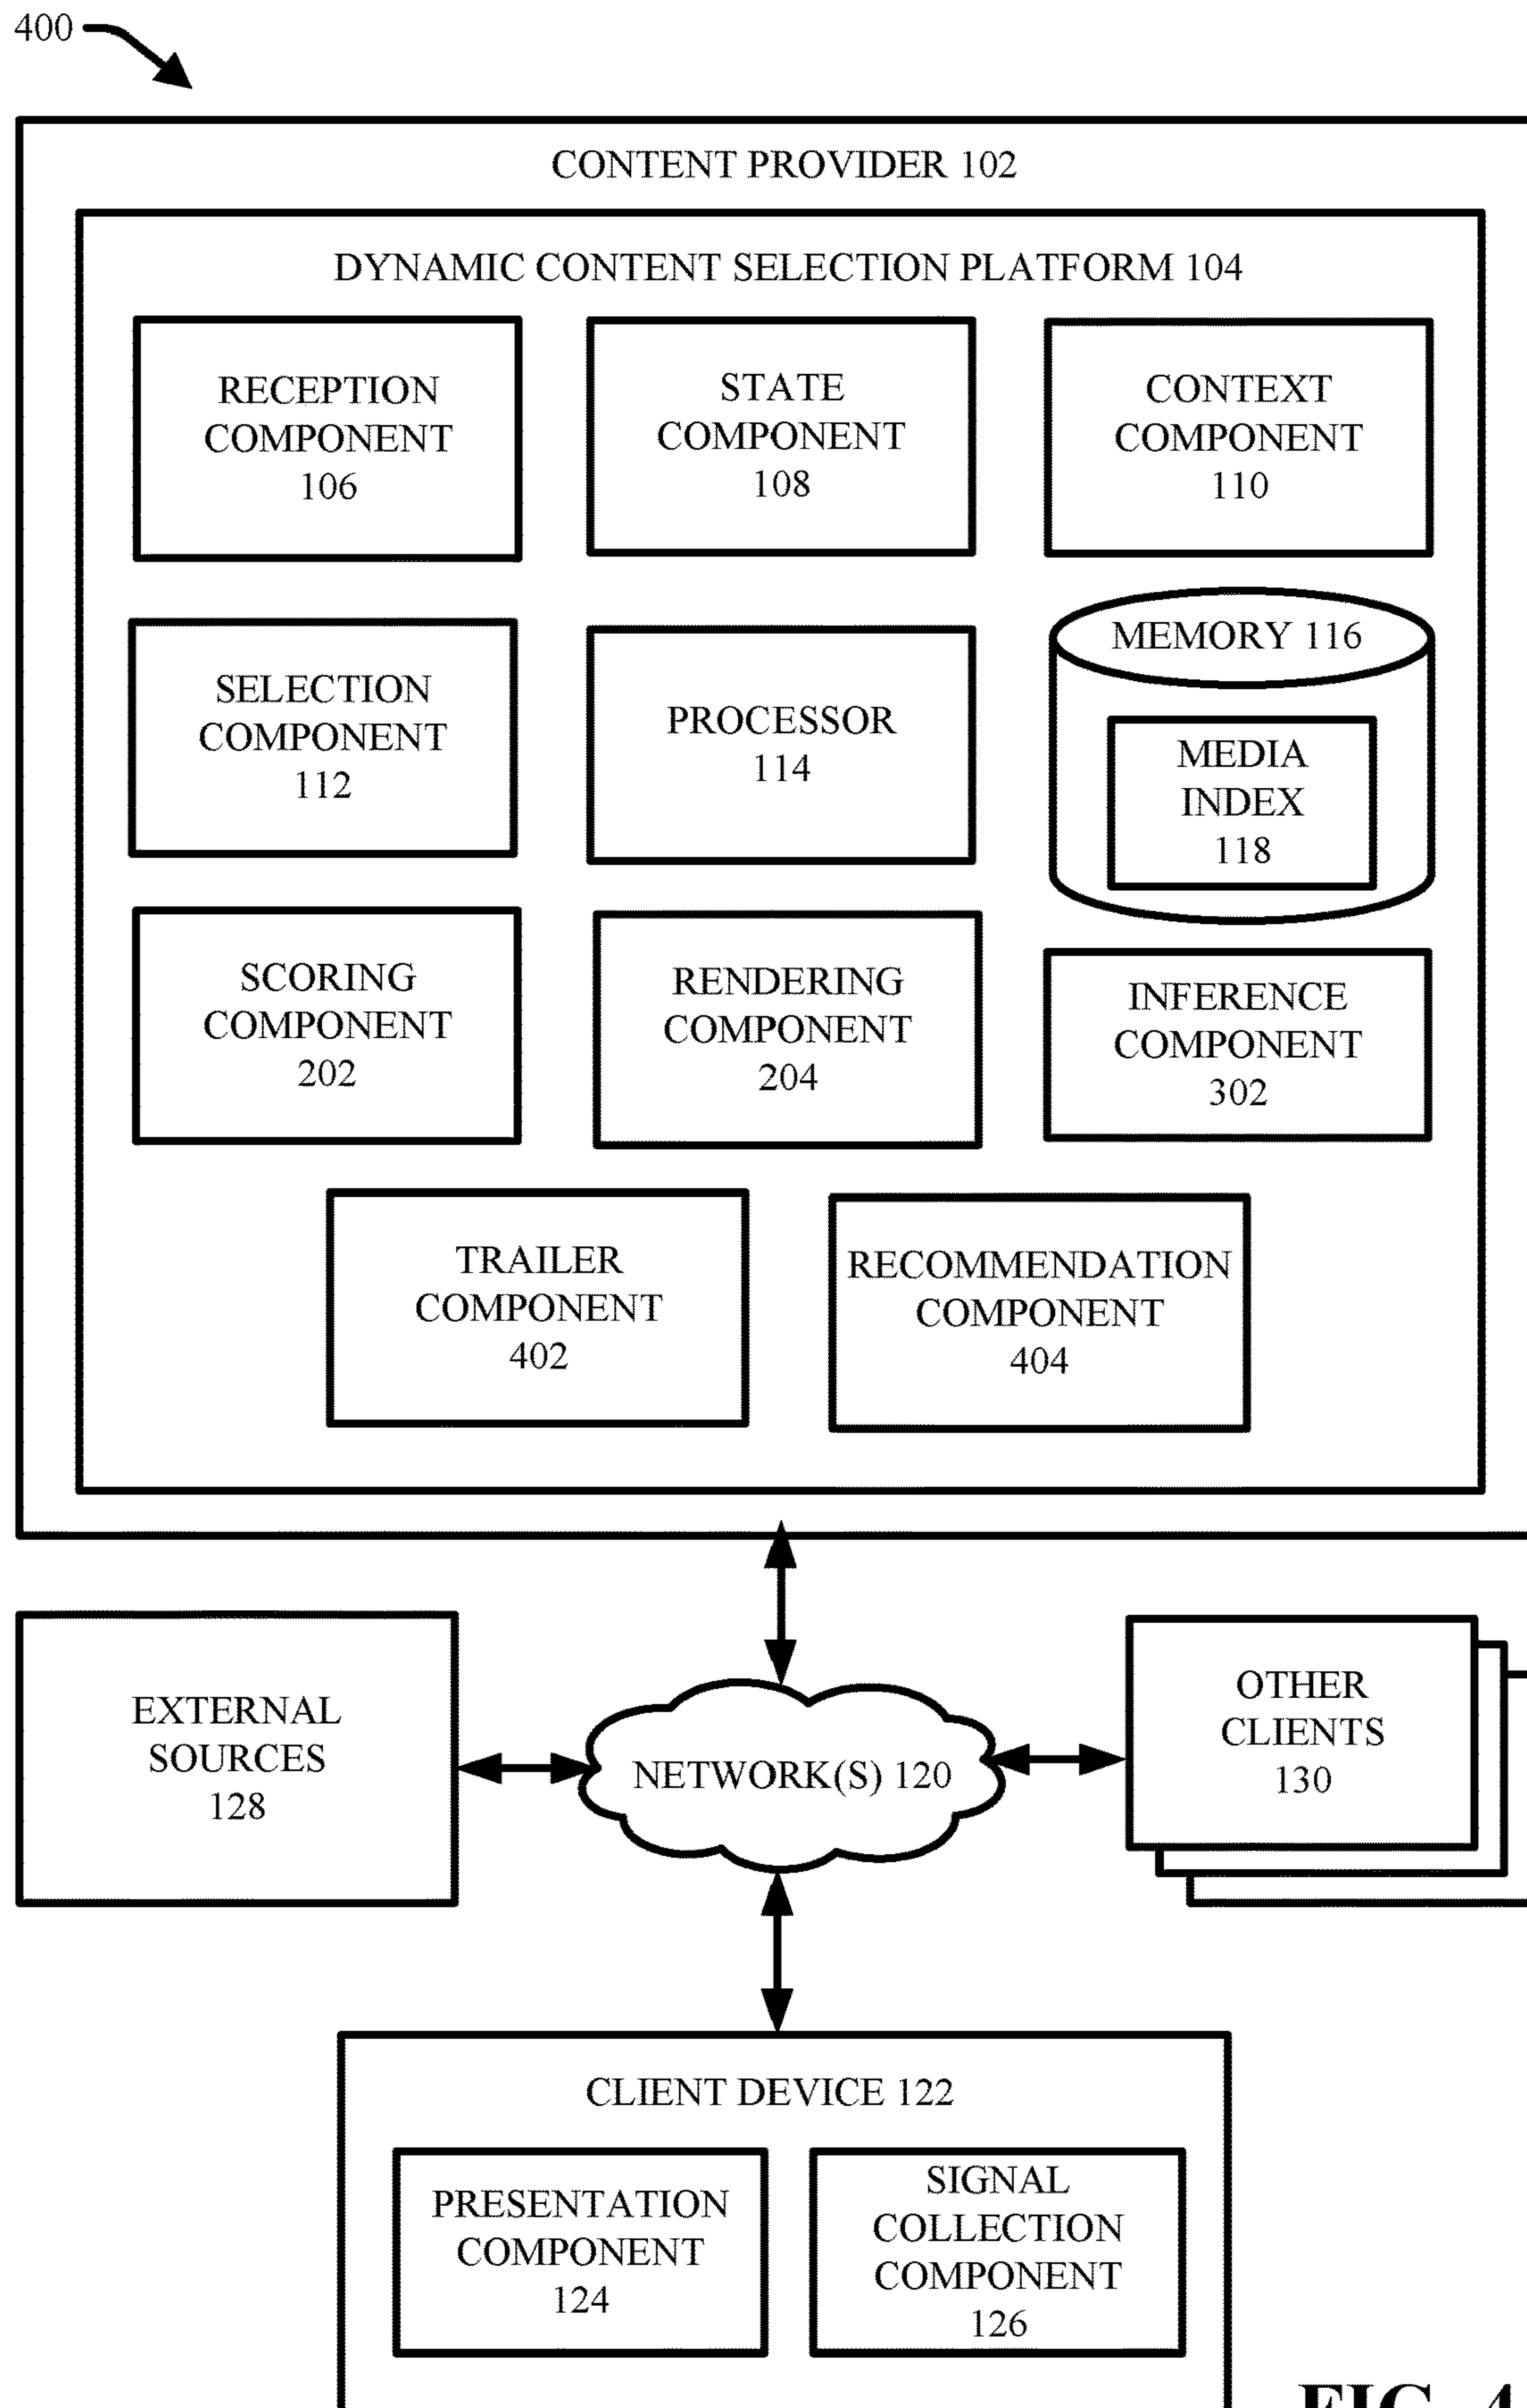 400
CONTENT PROVIDER 102
DYNAMIC CONTENT SELECTION PLATFORM 104
RECEPTION
COMPONENT
106
STATE
COMPONENT
108
CONTEXT
COMPONENT
110
SELECTION
COMPONENT
112
PROCESSOR
114
MEMORY 116
MEDIA
INDEX
118
SCORING
COMPONENT
202
RENDERING
COMPONENT
204
INFERENCE
COMPONENT
302
TRAILER
COMPONENT
402
RECOMMENDATION
COMPONENT
404
EXTERNAL
SOURCES
128
NETWORK(S) 120
OTHER
CLIENTS
130
CLIENT DEVICE 122
PRESENTATION
COMPONENT
124
SIGNAL
COLLECTION
COMPONENT
126
FIG. 4